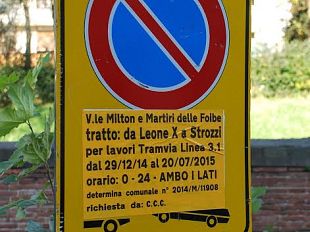 V.le Milton e Martiri delle Foibe
tratto: da Leone X a Strozzi
per lavori Tramvia Linea 3.1
dal 29/12/14 al 20/07/2015
orario: 0 - 24 - AMBO I LATI
determina comunale n° 2014/M/11908
richiesta da: C.C.C.